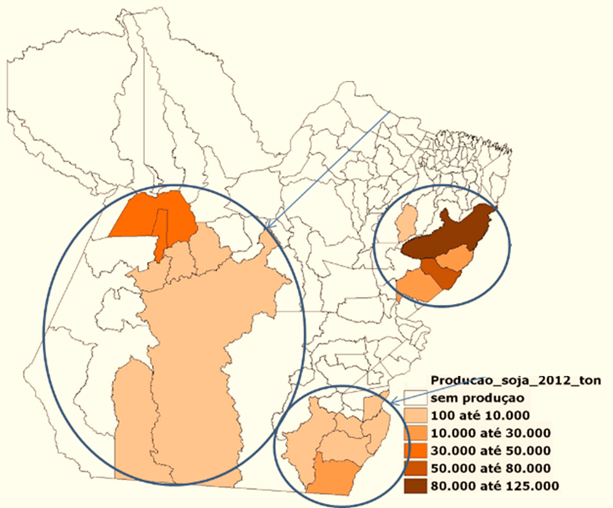 Producao_soja_2012_ton
sem produçao
100 até 10.000
10.000 até 30.000
30.000 até 50.000
50.000 até 80.000
80.000 até 125.000